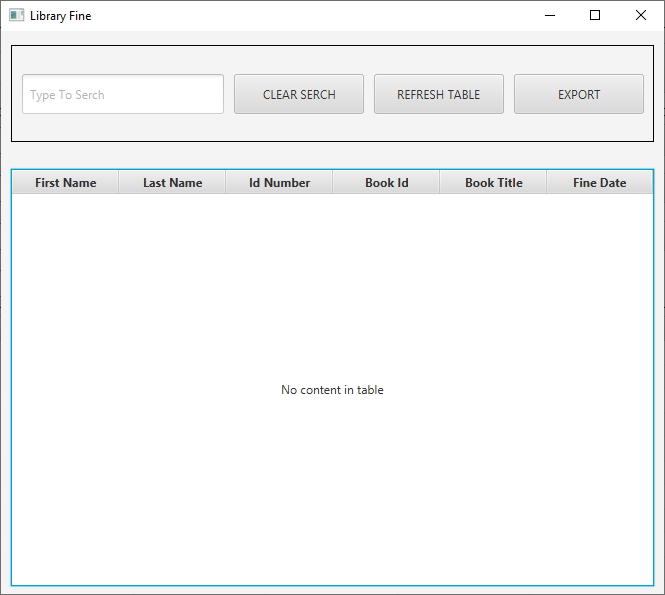 Library Fine
Type To Serch CLEAR SERCH REFRESH TABLE EXPORT
First Name Last Name Id Number Book Id Book Title Fine Date
No content in table